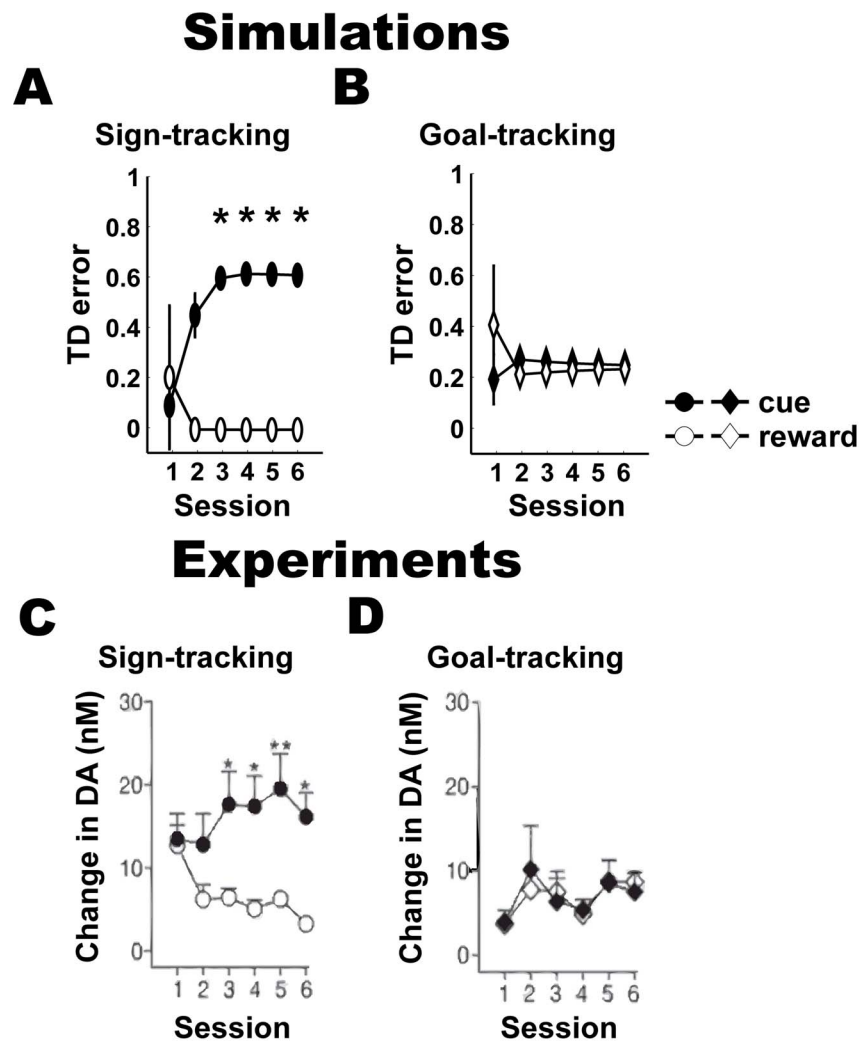 Simulations
A
B
Sign-tracking
Goal-tracking
1
0.8
0.6
0.4
0.2
0
TD error
* * * *
1 2 3 4 5 6
Session
1
0.8
0.6
0.4
0.2
0
TD error
1 2 3 4 5 6
Session
cue
reward
Experiments
C
D
Sign-tracking
Goal-tracking
30
20
10
0
Change in DA (nM)
* * ** *
1 2 3 4 5 6
Session
30
20
10
0
Change in DA (nM)
1 2 3 4 5 6
Session